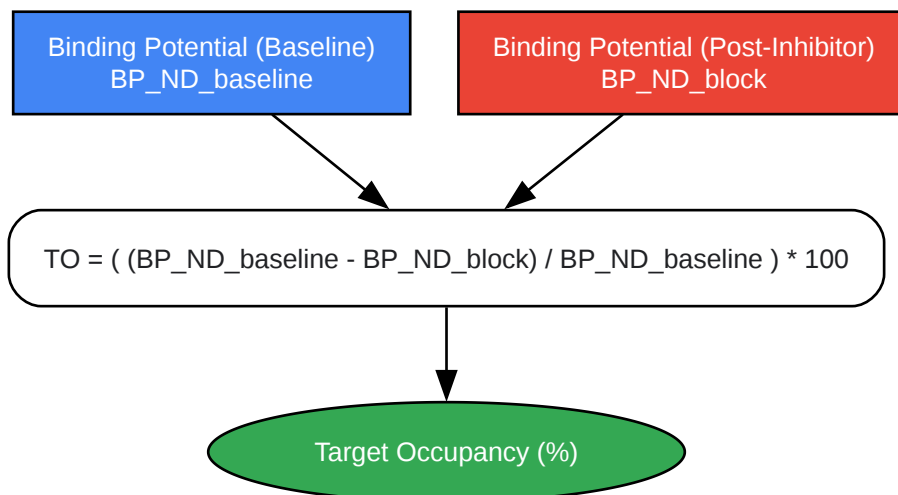 Binding Potential (Baseline)
BP_ND_baseline
Binding Potential (Post-Inhibitor)
BP_ND_block
TO = ( (BP_ND_baseline - BP_ND_block) / BP_ND_baseline ) * 100
Target Occupancy (%)